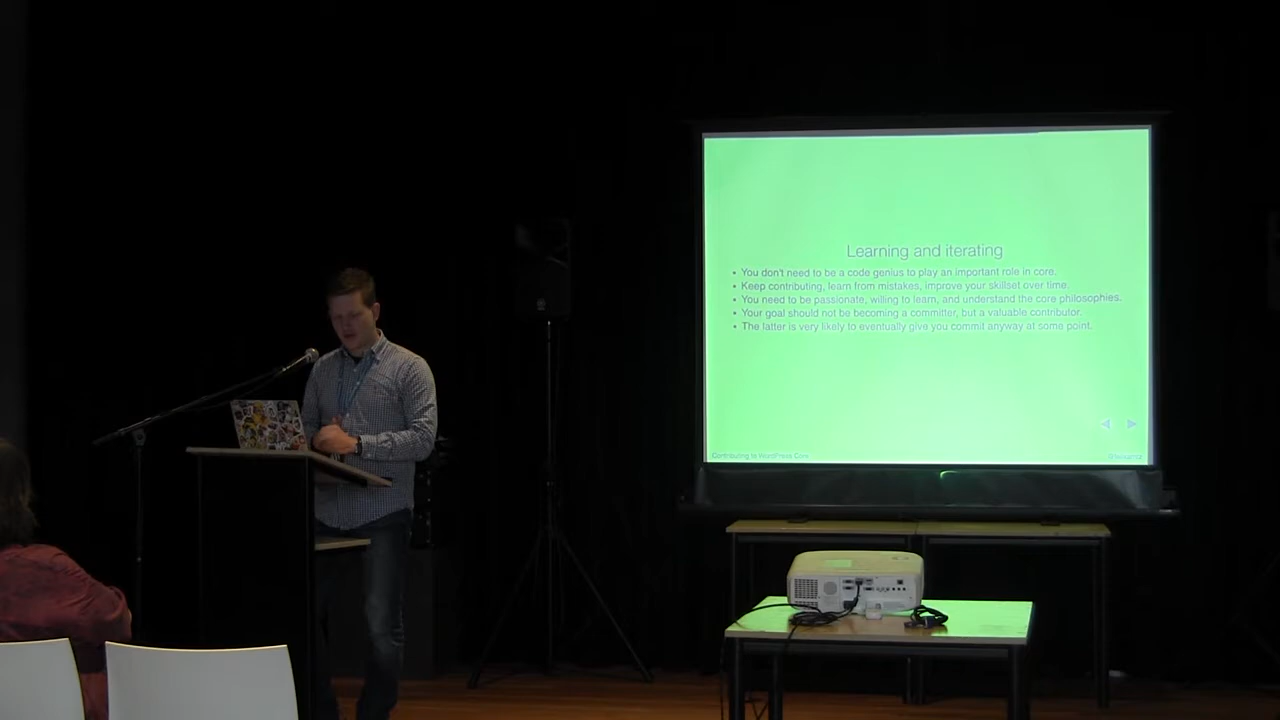 Learning and iterating
• You don't need to be a code genius to play an important role in core.
• Keep contributing, learn from mistakes, improve your skillset over time.
• You need to be passionate, willing to learn, and understand the core philosophies.
• Your goal should not be becoming a committer, but a valuable contributor.
• The latter is very likely to eventually give you commit anyway at some point.
Contributing to WordPress Core